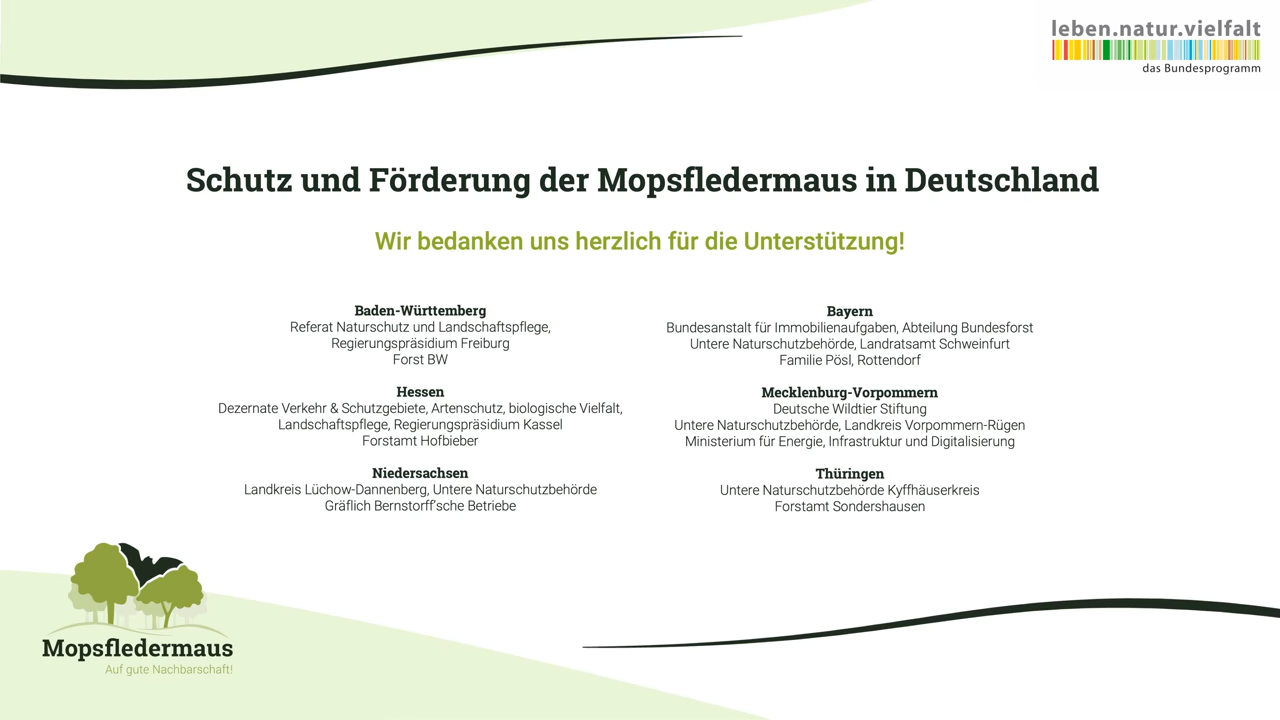 leben.natur.vielfalt
das Bundesprogramm
Schutz und Förderung der Mopsfledermaus in Deutschland
Wir bedanken uns herzlich für die Unterstützung!
Baden-Württemberg
Referat Naturschutz und Landschaftspflege,
Regierungspräsidium Freiburg
Forst BW
Hessen
Dezernate Verkehr & Schutzgebiete, Artenschutz, biologische Vielfalt,
Landschaftspflege, Regierungspräsidium Kassel
Forstamt Hofbieber
Niedersachsen
Landkreis Lüchow-Dannenberg, Untere Naturschutzbehörde
Gräflich Bernstorff'sche Betriebe
Bayern
Bundesanstalt für Immobilienaufgaben, Abteilung Bundesforst
Untere Naturschutzbehörde, Landratsamt Schweinfurt
Familie Pösl, Rottendorf
Mecklenburg-Vorpommern
Deutsche Wildtier Stiftung
Untere Naturschutzbehörde, Landkreis Vorpommern-Rügen
Ministerium für Energie, Infrastruktur und Digitalisierung
Thüringen
Untere Naturschutzbehörde Kyffhäuserkreis
Forstamt Sondershausen
Mopsfledermaus
Auf gute Nachbarschaft!